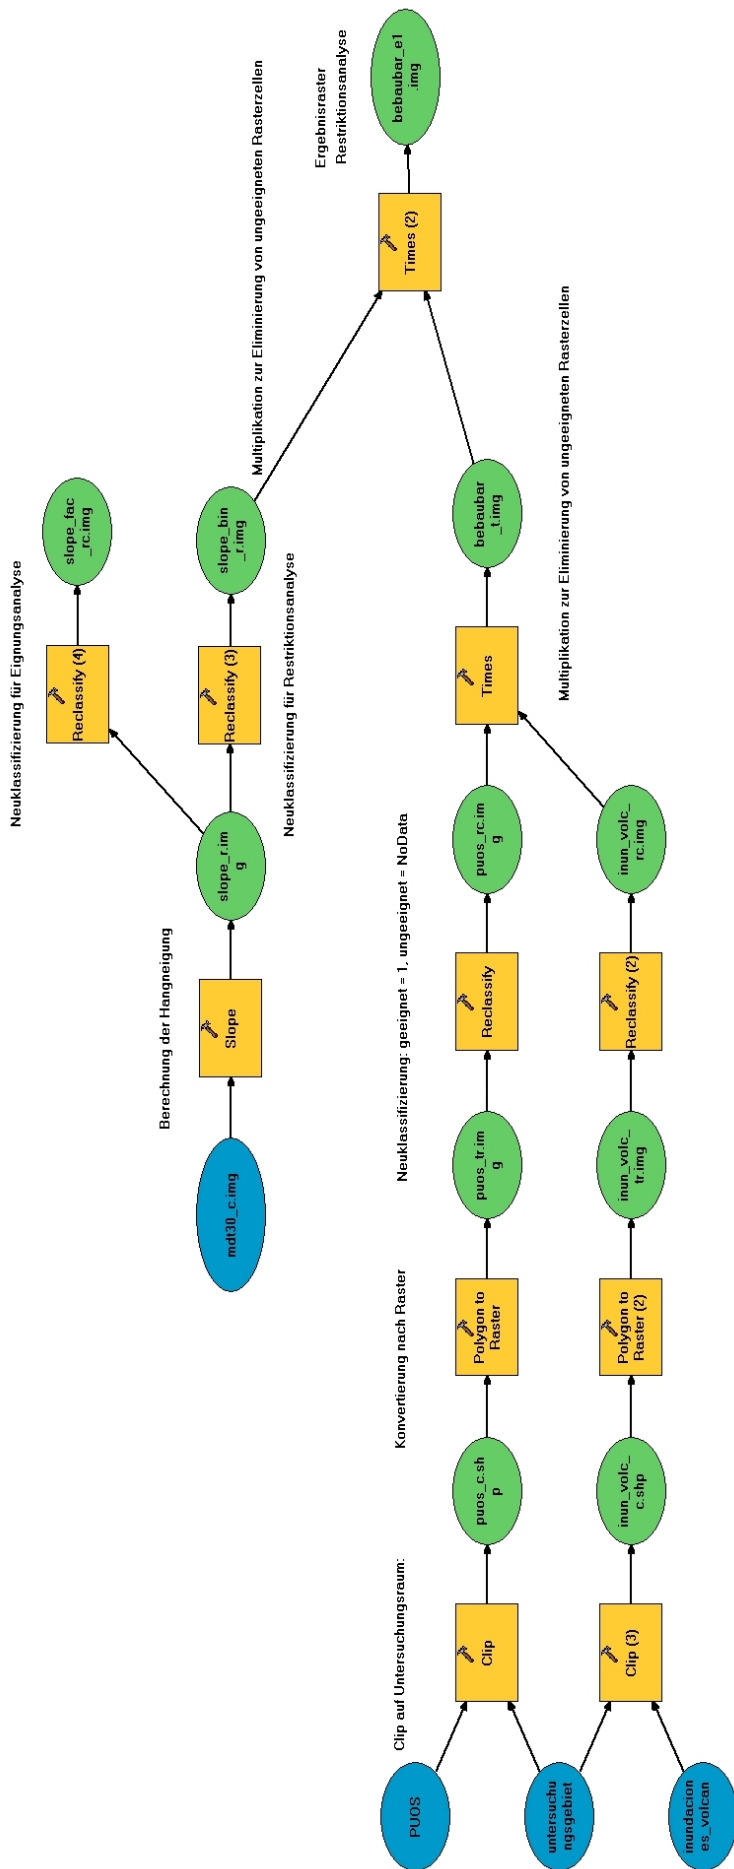 Neuklassifizierung für Eignungsanalyse
slope_fac
_rc.img
Reclassify (4)
Berechnung der Hangneigung
mdt30_c.img
Slope
slope_r.im
g
Reclassify (3)
slope_bin
_r.img
Neuklassifizierung für Restriktionsanalyse
Multiplikation zur Eliminierung von ungeeigneten Rasterzellen
Ergebnisraster
Restriktionsanalyse
Times (2)
bebaubar_e1
.img
Clip auf Untersuchungsraum:
Konvertierung nach Raster
Neuklassifizierung: geeignet = 1, ungeeignet = NoData
PUOS
Clip
puos_c.sh
p
Polygon to
Raster
puos_tr.im
g
Reclassify
puos_rc.im
g
Times
bebaubar
_t.img
untersuchu
ngsgebiet
Multiplikation zur Eliminierung von ungeeigneten Rasterzellen
inundacion
es_volcan
Clip (3)
inun_volc_
c.shp
Polygon to
Raster (2)
inun_volc_
tr.img
Reclassify (2)
inun_volc_
rc.img